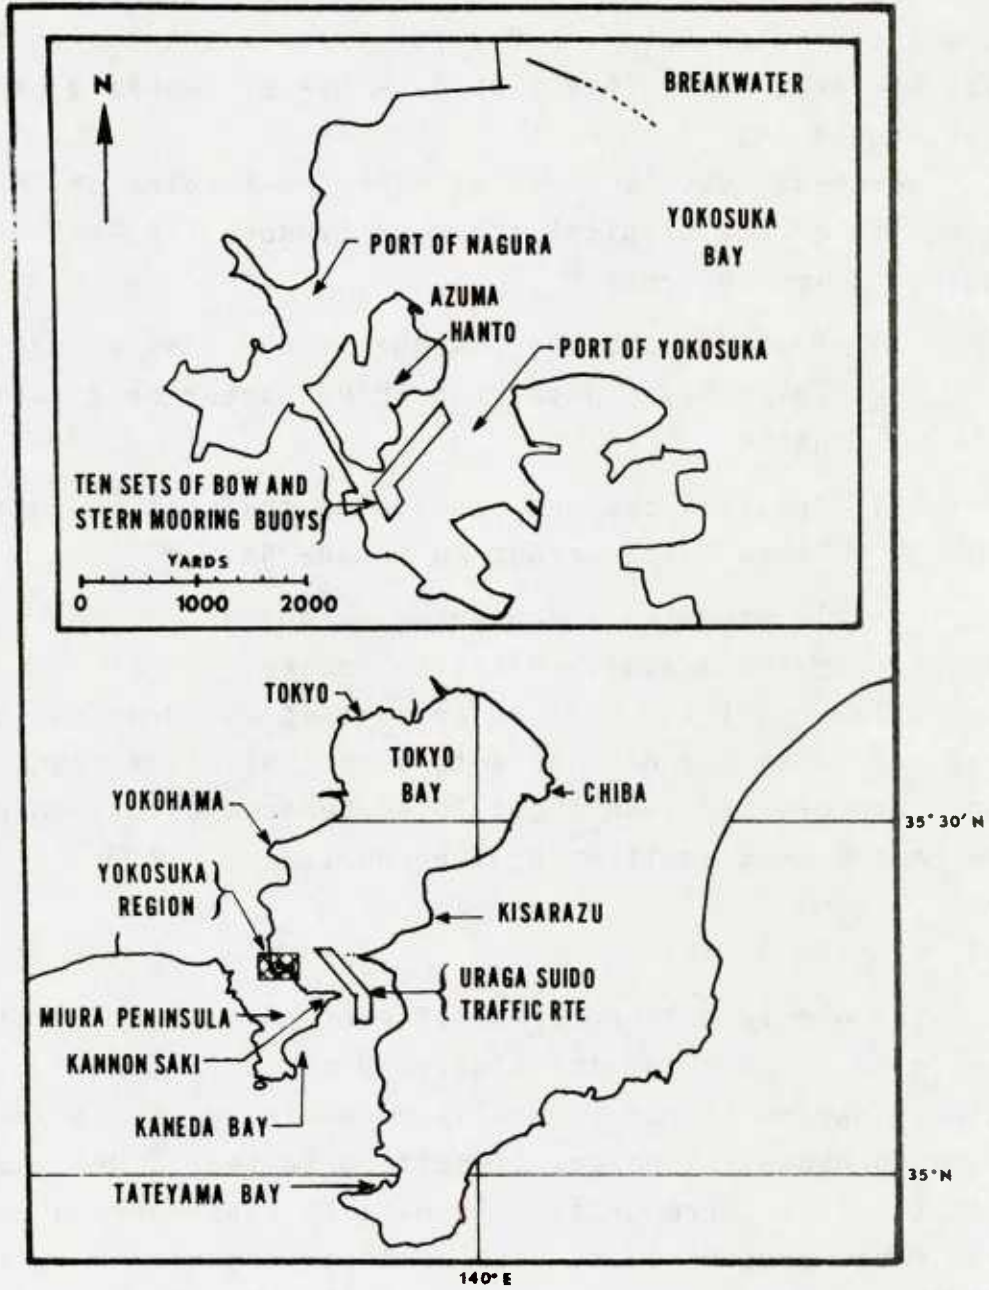 N
BREAKWATER
YOKOSUKA
BAY
PORT OF NAGURA
AZUMA
HANTO
PORT OF YOKOSUKA
TEN SETS OF BOW AND
STERN MOORING BUOYS
YARDS
0 1000 2000
TOKYO
TOKYO
BAY
CHIBA
YOKOHAMA
35° 30' N
YOKOSUKA
REGION
KISARAZU
URAGA SUIDO
TRAFFIC RTE
MIURA PENINSULA
KANNON SAKI
KANEDA BAY
TATEYAMA BAY
35° N
140° E